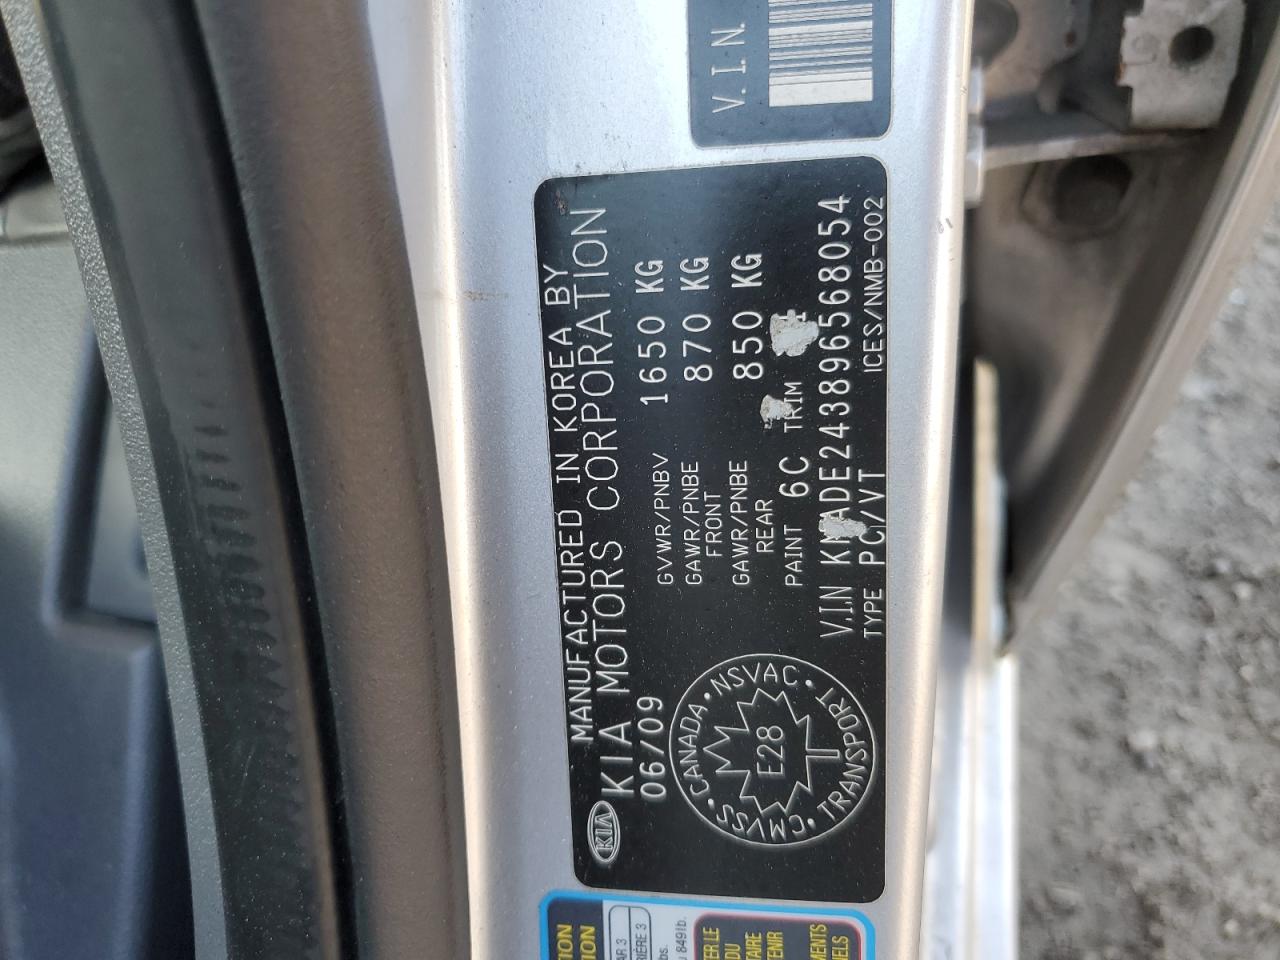 V.I.N.
MANUFACTURED IN KOREA BY
KIA KIA MOTORS CORPORATION
06/09
GVWR/PNBV 1650 KG
GAWR/PNBE FRONT 870 KG
GAWR/PNBE REAR 850 KG
PAINT 6C TRIM
V.I.N DE243896568054
TYPE PC/VT ICES/NMB-002
CMVSS • CANADA • NSVAC • TRANSPORT •
E28